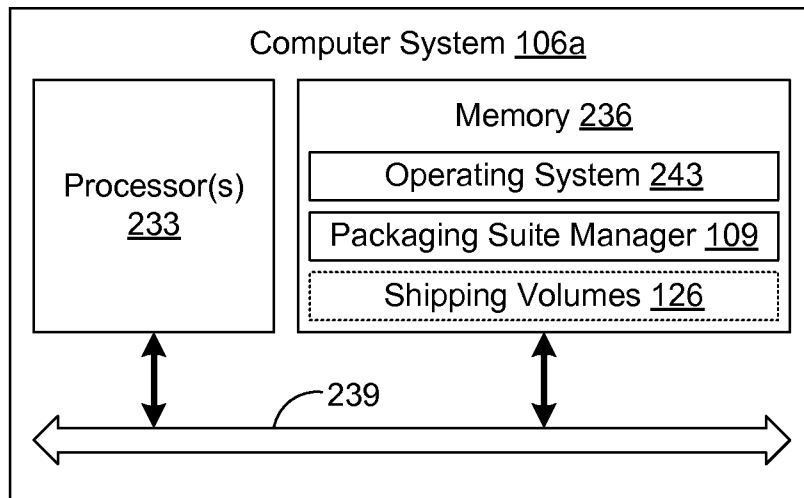 Computer System 106a
Processor(s)
233
Memory 236
Operating System 243
Packaging Suite Manager 109
Shipping Volumes 126
239